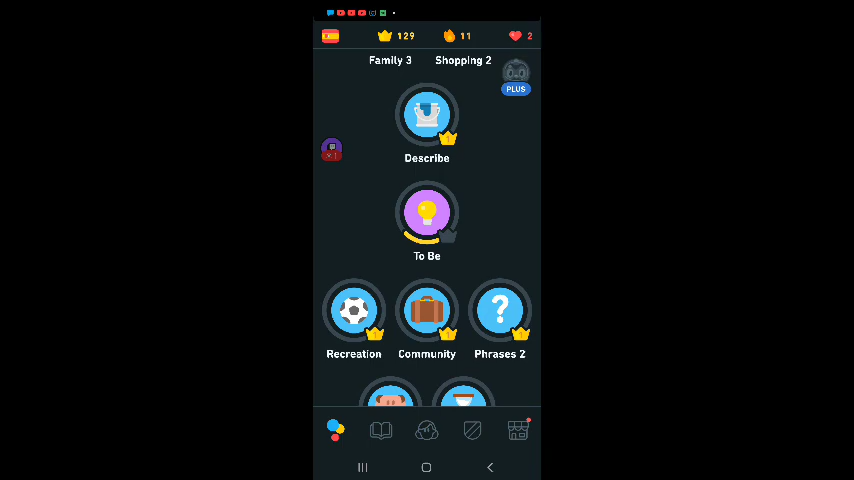 129 11 2
Family 3 Shopping 2
PLUS
Describe
To Be
Recreation Community Phrases 2